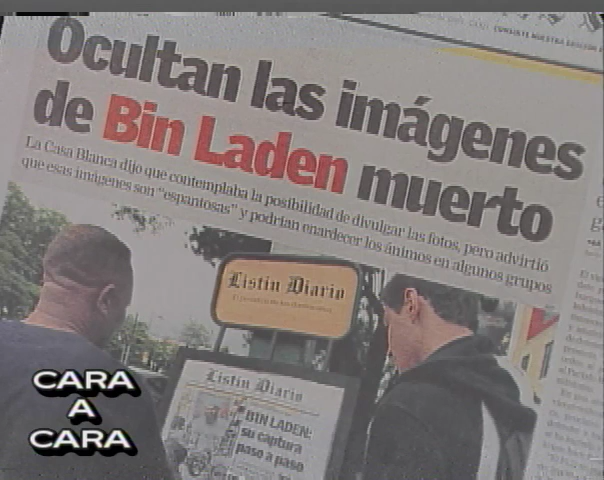 Ocultan las imágenes
de Bin Laden muerto
La Casa Blanca dijo que contemplaba la posibilidad de divulgar las fotos, pero advirtió
que esas imágenes son "espantosas" y podrían enardecer los ánimos en algunos grupos
Listin Diario
Listin Diario
BIN LADEN:
su captura
paso a paso
CARA
A
CARA